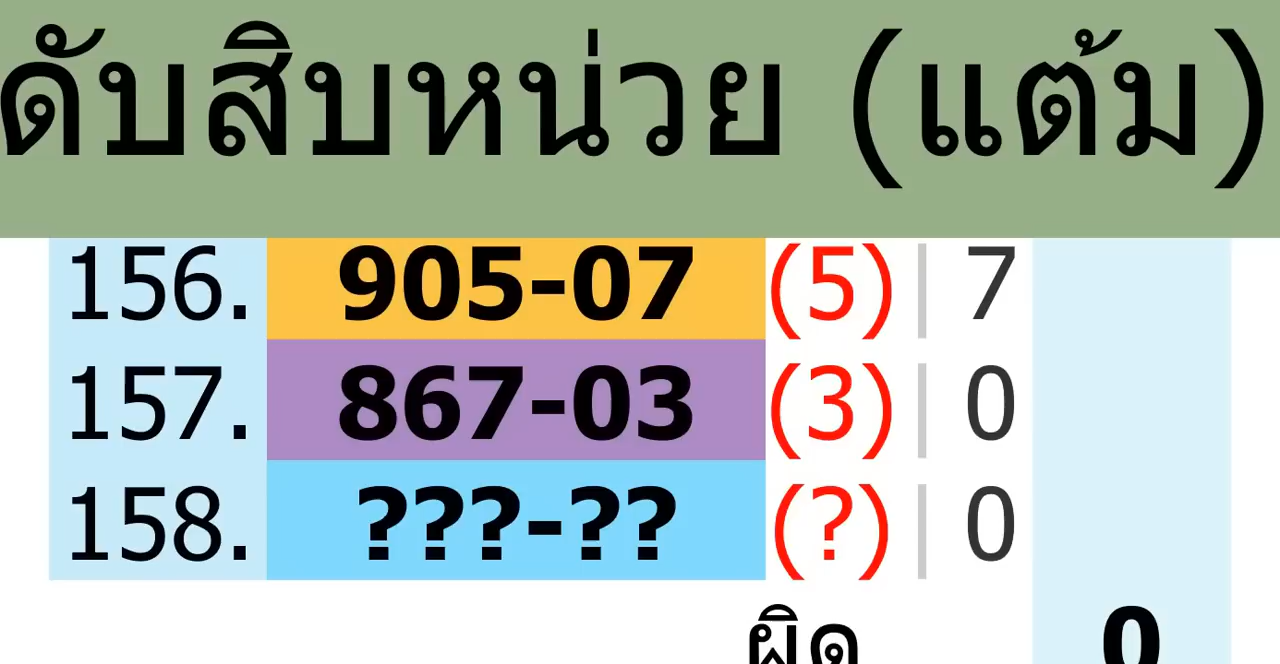 ดับสิบหน่วย (แต้ม)
156. 905-07 (5) | 7
157. 867-03 (3) | 0
158. ???-?? (?) | 0
ผิด 0